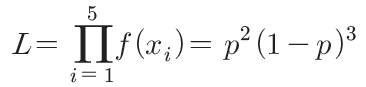 L = ∏_{i=1}^{5} f(x_i) = p^2 (1 − p)^3